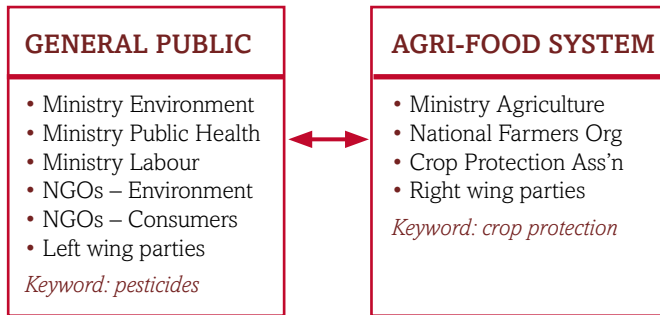 GENERAL PUBLIC
• Ministry Environment
• Ministry Public Health
• Ministry Labour
• NGOs – Environment
• NGOs – Consumers
• Left wing parties
Keyword: pesticides
AGRI-FOOD SYSTEM
• Ministry Agriculture
• National Farmers Org
• Crop Protection Ass'n
• Right wing parties
Keyword: crop protection